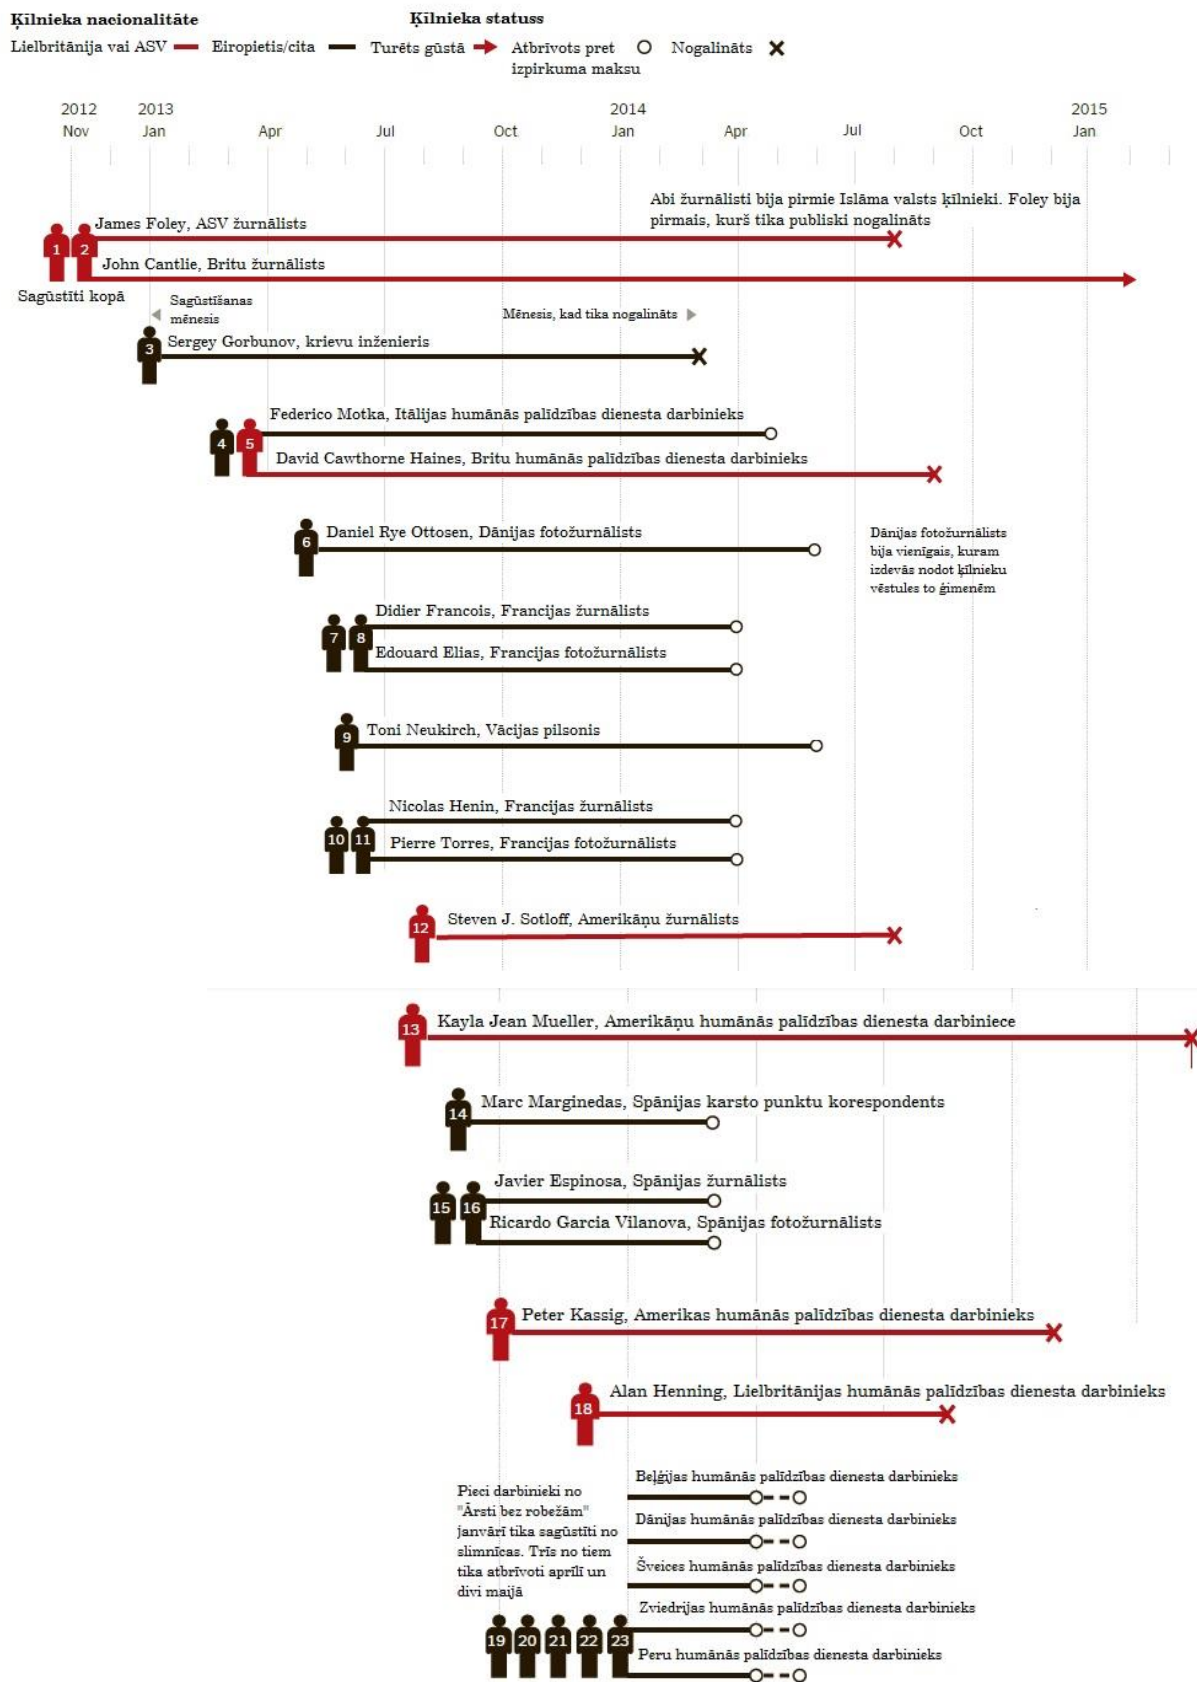 Ķīlnieka nacionalitāte
Ķīlnieka statuss
Lielbritānija vai ASV
Eiropietis/cita
Turēts gūstā
Atbrīvots pret
izpirkuma maksu
Nogalināts
2012
2013
2014
2015
Nov
Jan
Apr
Jul
Oct
Jan
Apr
Jul
Oct
Jan
Abi žurnālisti bija pirmie Islāma valsts ķīlnieki. Foley bija
pirmais, kurš tika publiski nogalināts
James Foley, ASV žurnālists
1
2
John Cantlie, Britu žurnālists
Sagūstīti kopā
Sagūstīšanas
mēnesis
Mēnesis, kad tika nogalināts
3
Sergey Gorbunov, krievu inženieris
Federico Motka, Itālijas humānās palīdzības dienesta darbinieks
4
5
David Cawthorne Haines, Britu humānās palīdzības dienesta darbinieks
6
Daniel Rye Ottosen, Dānijas fotožurnālists
Dānijas fotožurnālists
bija vienīgais, kuram
izdevās nodot ķīlnieku
vēstules to ģimenēm
Didier Francois, Francijas žurnālists
7
8
Edouard Elias, Francijas fotožurnālists
9
Toni Neukirch, Vācijas pilsonis
Nicolas Henin, Francijas žurnālists
10
11
Pierre Torres, Francijas fotožurnālists
12
Steven J. Sotloff, Amerikāņu žurnālists
13
Kayla Jean Mueller, Amerikāņu humānās palīdzības dienesta darbiniece
14
Marc Marginedas, Spānijas karsto punktu korespondents
Javier Espinosa, Spānijas žurnālists
15
16
Ricardo Garcia Vilanova, Spānijas fotožurnālists
17
Peter Kassig, Amerikas humānās palīdzības dienesta darbinieks
18
Alan Henning, Lielbritānijas humānās palīdzības dienesta darbinieks
Pieci darbinieki no
"Ārsti bez robežām"
janvārī tika sagūstīti no
slimnīcas. Trīs no tiem
tika atbrīvoti aprīlī un
divi maijā
Beļģijas humānās palīdzības dienesta darbinieks
Dānijas humānās palīdzības dienesta darbinieks
Šveices humānās palīdzības dienesta darbinieks
Zviedrijas humānās palīdzības dienesta darbinieks
19
20
21
22
23
Peru humānās palīdzības dienesta darbinieks